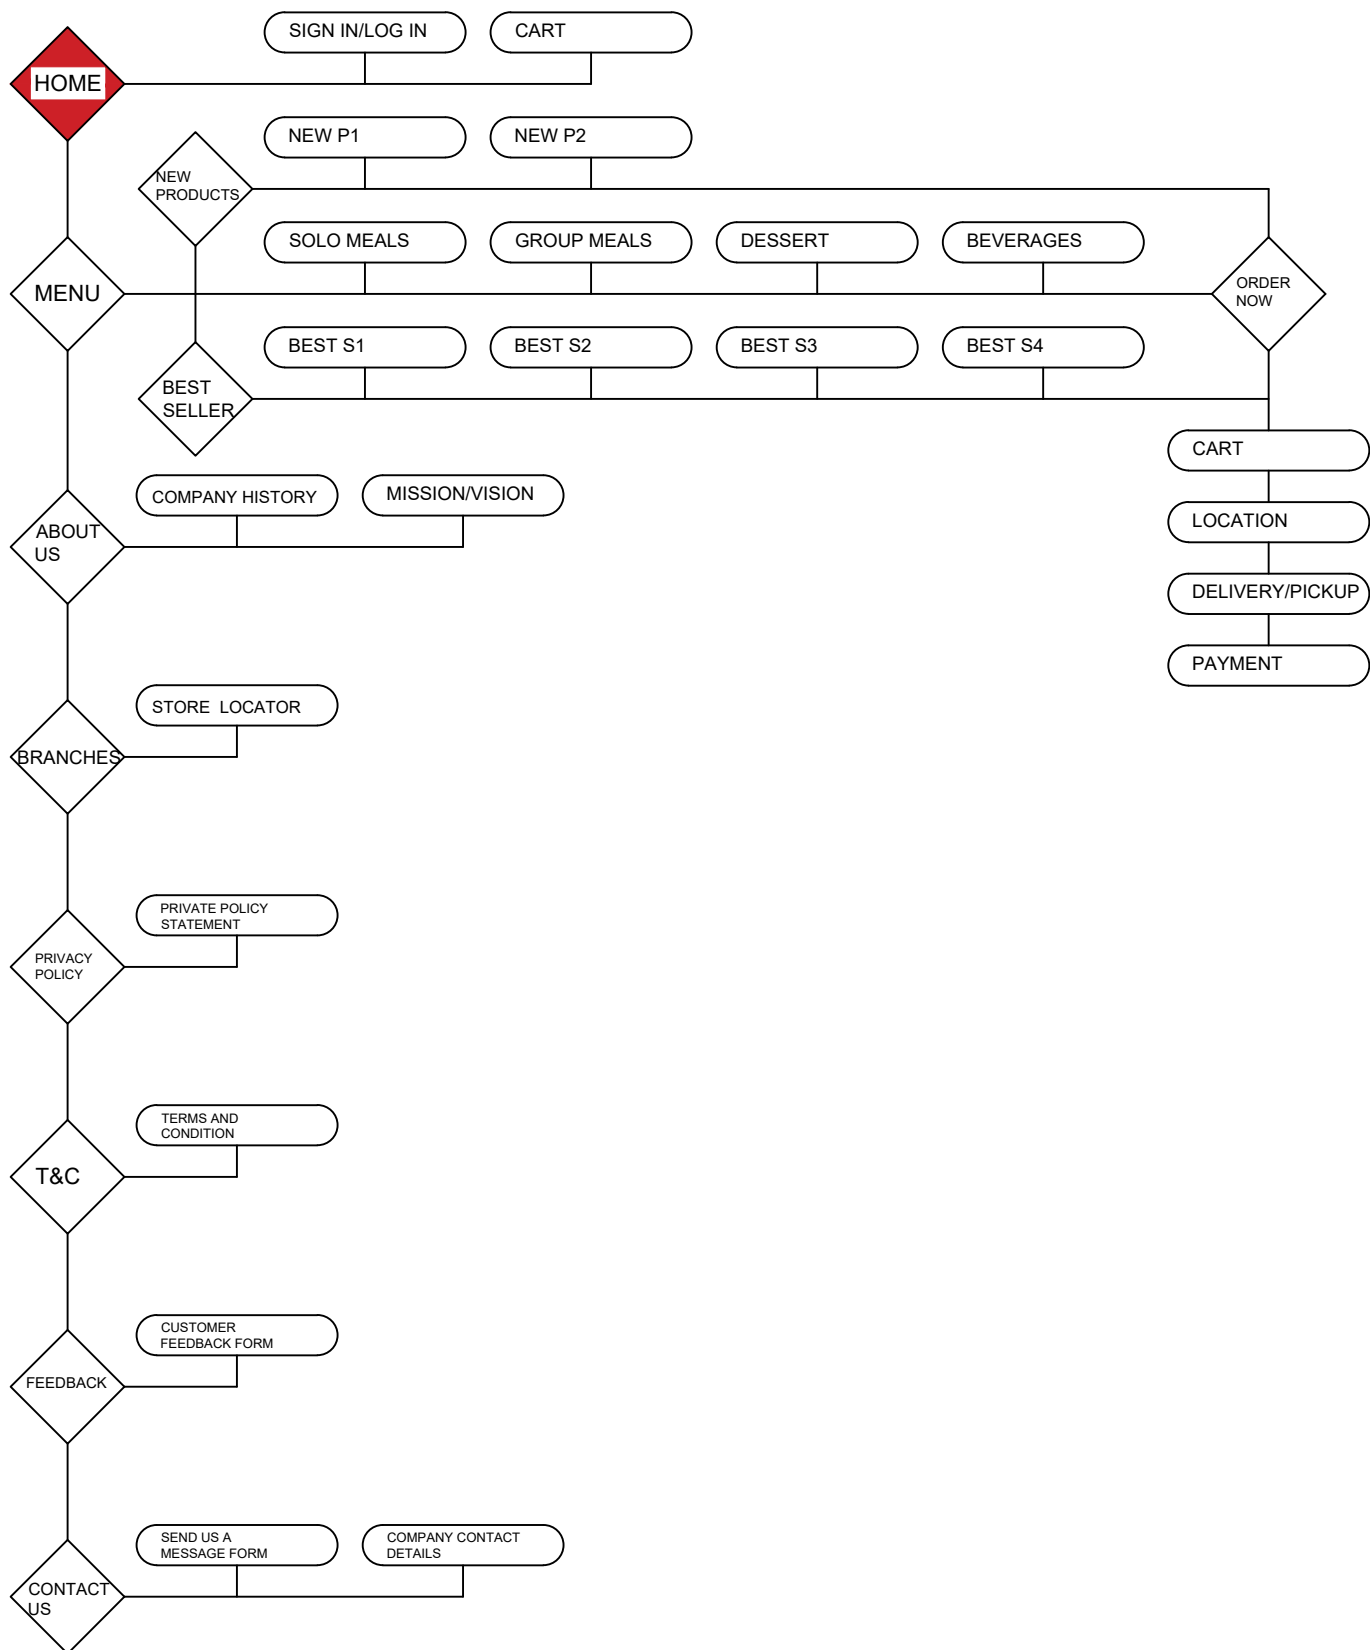 SIGN IN/LOG IN
CART
HOME
NEW P1
NEW P2
NEW
PRODUCTS
SOLO MEALS
GROUP MEALS
DESSERT
BEVERAGES
MENU
ORDER
NOW
BEST S1
BEST S2
BEST S3
BEST S4
BEST
SELLER
CART
COMPANY HISTORY
MISSION/VISION
LOCATION
ABOUT
US
DELIVERY/PICKUP
PAYMENT
STORE LOCATOR
BRANCHES
PRIVATE POLICY
STATEMENT
PRIVACY
POLICY
TERMS AND
CONDITION
T&C
CUSTOMER
FEEDBACK FORM
FEEDBACK
SEND US A
MESSAGE FORM
COMPANY CONTACT
DETAILS
CONTACT
US